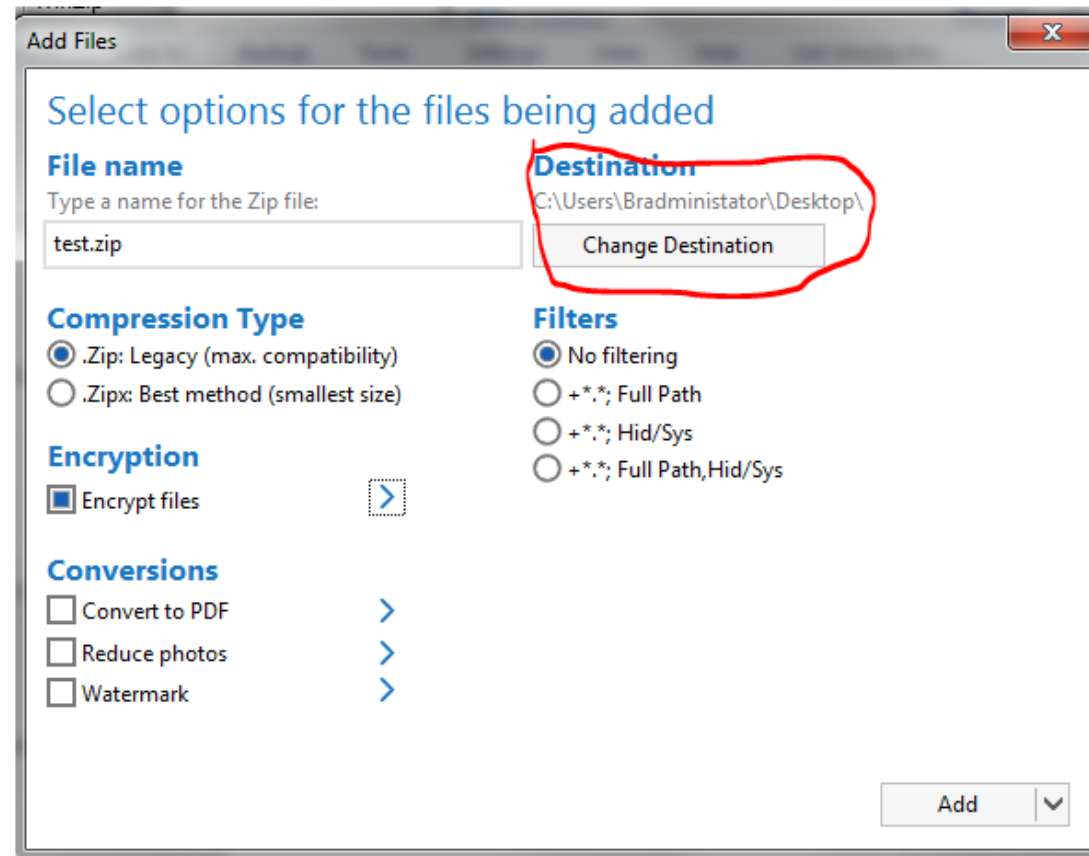 Add Files
Select options for the files being added
File name
Type a name for the Zip file:
test.zip
Destination
C:\Users\Bradministator\Desktop\
Change Destination
Compression Type
.Zip: Legacy (max. compatibility)
.Zipx: Best method (smallest size)
Filters
No filtering
+*.*; Full Path
+*.*; Hid/Sys
+*.*; Full Path,Hid/Sys
Encryption
Encrypt files
Conversions
Convert to PDF
Reduce photos
Watermark
Add